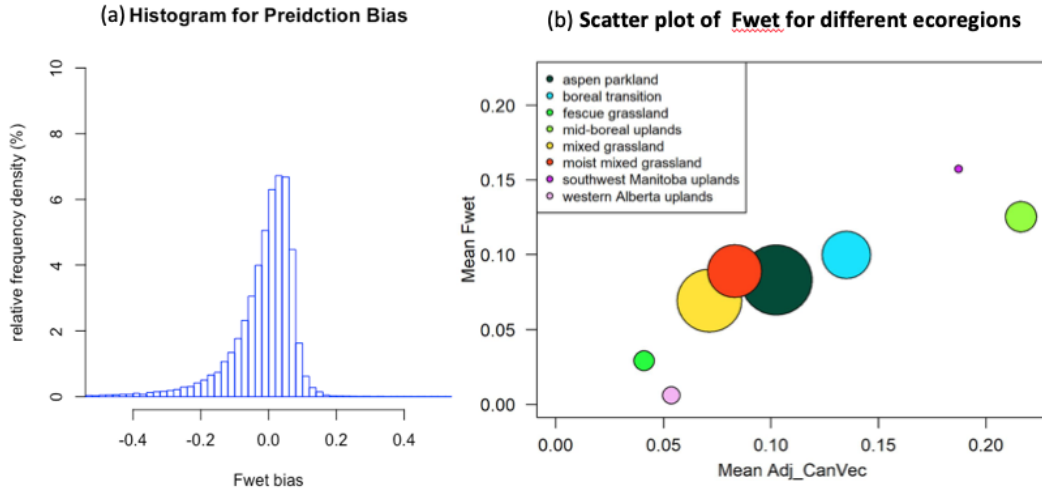 (a) Histogram for Preidction Bias
relative frequency density (%)
10
8
6
4
2
0
-0.4 -0.2 0.0 0.2 0.4
Fwet bias
(b) Scatter plot of Fwet for different ecoregions
aspen parkland
boreal transition
fescue grassland
mid-boreal uplands
mixed grassland
moist mixed grassland
southwest Manitoba uplands
western Alberta uplands
Mean Fwet
0.20
0.15
0.10
0.05
0.00
0.00 0.05 0.10 0.15 0.20
Mean Adj_CanVec